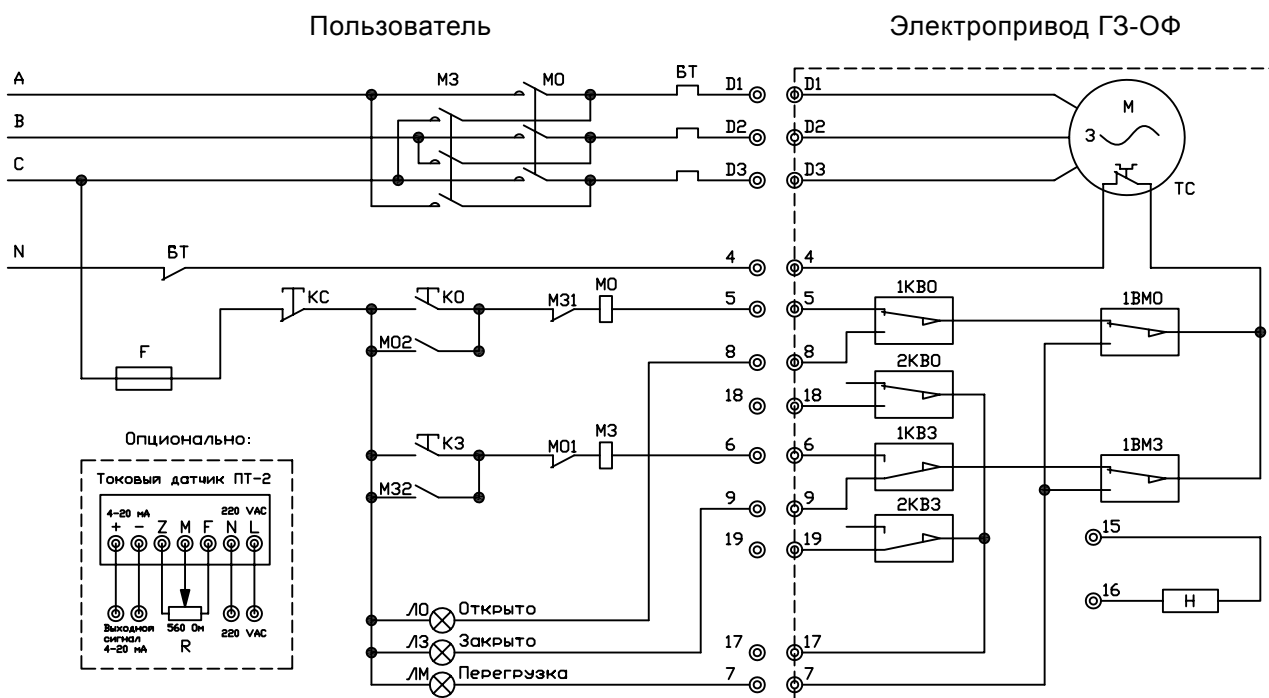 Пользователь
Электропривод ГЗ-ОФ
A
МЗ
МО
БТ
D1
D1
М
B
D2
D2
3
C
D3
D3
ТС
N
БТ
4
4
КС
КО
МЗ1
МО
5
5
1КВО
1ВМО
F
МО2
8
8
2КВО
18
18
Опционально:
КЗ
МО1
МЗ
6
6
1КВЗ
1ВМЗ
Токовый датчик ПТ-2
МЗ2
4-20 мА
220 VAC
+ - Z M F N L
9
9
2КВЗ
19
19
15
16
Н
ЛО
Открыто
Выходной
сигнал
4-20 мА
560 Ом
R
220 VAC
ЛЗ
Закрыто
17
17
ЛМ
Перегрузка
7
7